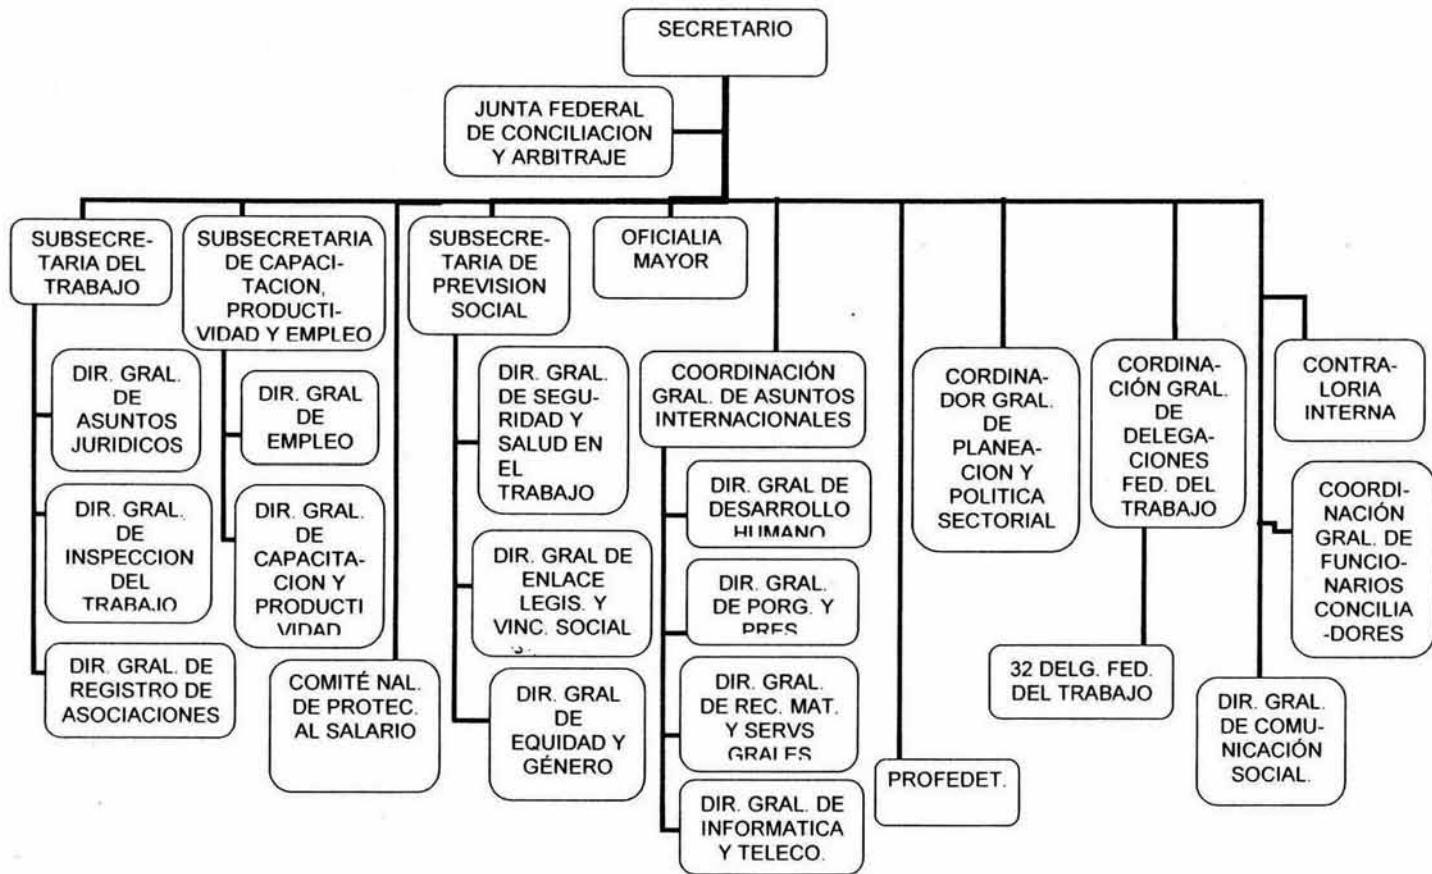 SECRETARIO
JUNTA FEDERAL
DE CONCILIACION
Y ARBITRAJE
SUBSECRE-
TARIA DEL
TRABAJO
SUBSECRETARIA
DE CAPACI-
TACION,
PRODUCTI-
VIDAD Y EMPLEO
SUBSECRE-
TARIA DE
PREVISION
SOCIAL
OFICIALIA
MAYOR
DIR. GRAL.
DE
ASUNTOS
JURIDICOS
DIR. GRAL.
DE
INSPECCION
DEL
TRABAJO
DIR. GRAL. DE
REGISTRO DE
ASOCIACIONES
DIR. GRAL
DE
EMPLEO
DIR. GRAL.
DE
CAPACITA-
CION Y
PRODUCTI
VIDAD
COMITÉ NAL.
DE PROTEC.
AL SALARIO
DIR. GRAL.
DE SEGU-
RIDAD Y
SALUD EN
EL
TRABAJO
DIR. GRAL DE
ENLACE
LEGIS. Y
VINC. SOCIAL
DIR. GRAL
DE
EQUIDAD Y
GÉNERO
COORDINACIÓN
GRAL. DE ASUNTOS
INTERNACIONALES
DIR. GRAL DE
DESARROLLO
HUMANO
DIR. GRAL.
DE PORG. Y
PRES
DIR. GRAL.
DE REC. MAT.
Y SERVS
GRALES
DIR. GRAL. DE
INFORMATICA
Y TELECO.
PROFEDET.
CORDINA-
DOR GRAL.
DE
PLANEA-
CION Y
POLITICA
SECTORIAL
CORDINA-
CIÓN GRAL.
DE
DELEGA-
CIONES
FED. DEL
TRABAJO
32 DELG. FED.
DEL TRABAJO
CONTRA-
LORIA
INTERNA
COORDI-
NACIÓN
GRAL. DE
FUNCIO-
NARIOS
CONCILIA
-DORES
DIR. GRAL.
DE COMU-
NICACIÓN
SOCIAL.